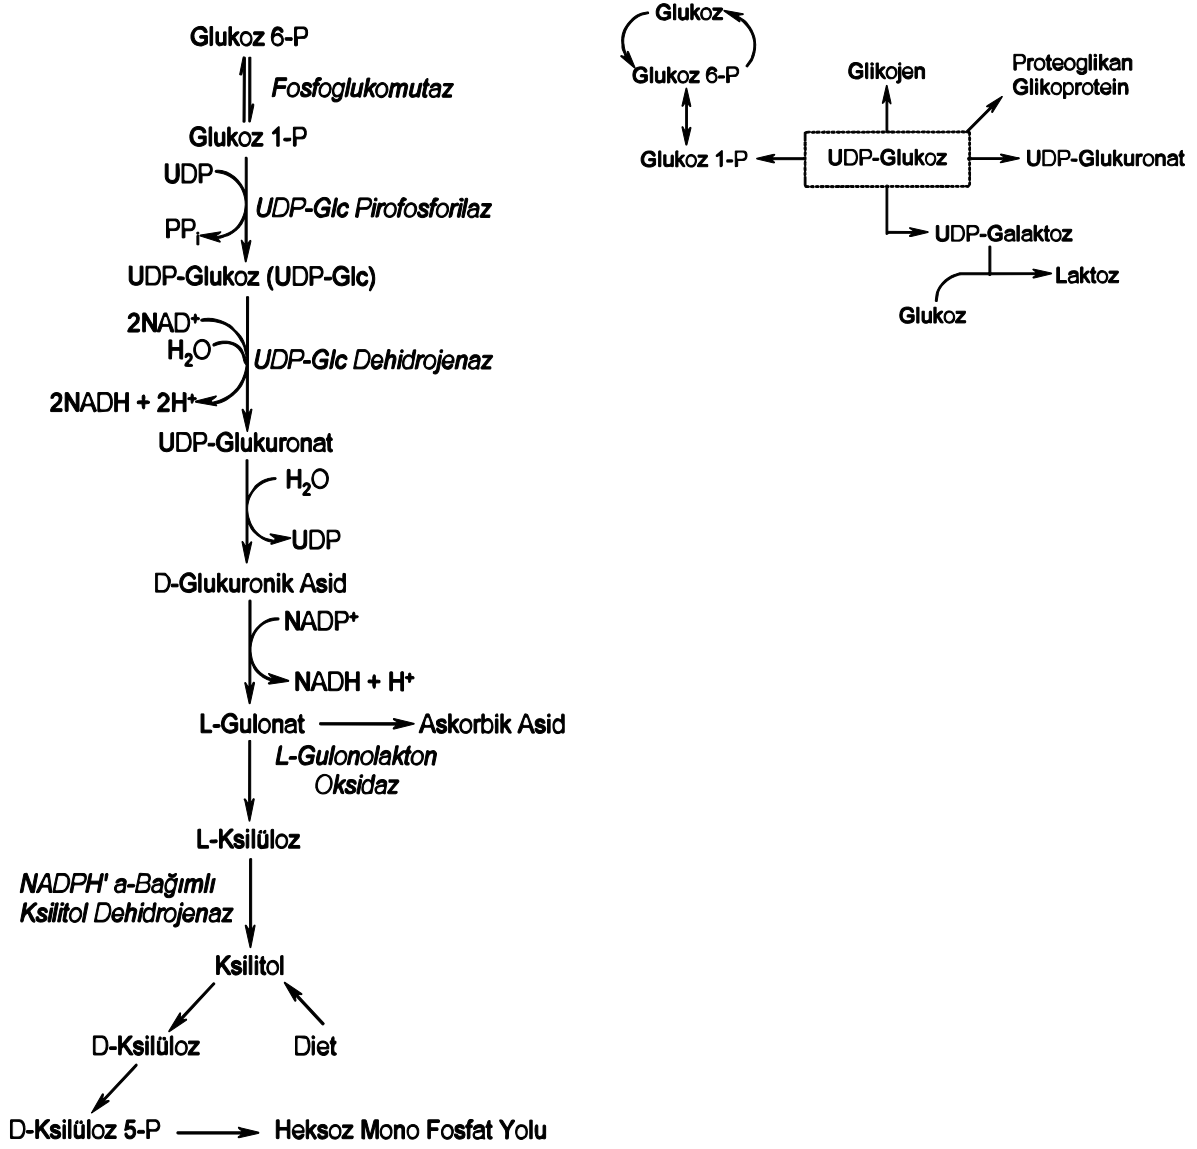 Glukoz 6-P
Fosfoglukomutaz
Glukoz 1-P
UDP
UDP-Glc Pirofosforilaz
PPi
UDP-Glukoz (UDP-Glc)
2NAD+
H2O
UDP-Glc Dehidrojenaz
2NADH + 2H+
UDP-Glukuronat
H2O
UDP
D-Glukuronik Asid
NADP+
NADH + H+
L-Gulonat
Askorbik Asid
L-Gulonolakton
Oksidaz
L-Ksilüloz
NADPH' a-Bağımlı
Ksilitol Dehidrojenaz
Ksilitol
D-Ksilüloz
Diet
D-Ksilüloz 5-P
Heksoz Mono Fosfat Yolu
Glukoz
Glukoz 6-P
Glikojen
Proteoglikan
Glikoprotein
Glukoz 1-P
UDP-Glukoz
UDP-Glukuronat
UDP-Galaktoz
Laktoz
Glukoz